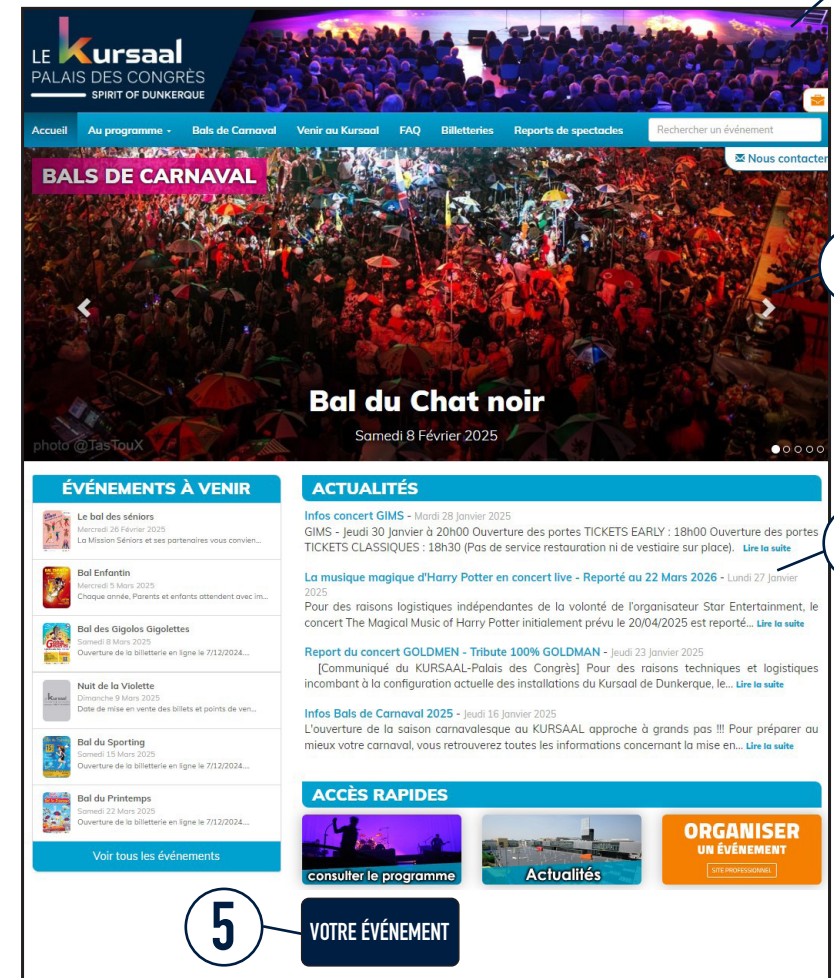 LE Kursaal
PALAIS DES CONGRÈS
SPIRIT OF DUNKERQUE
Accueil Au programme Bals de Carnaval Venir au Kursaal FAQ Billetteries Reports de spectacles Rechercher un événement
Nous contacter
BALS DE CARNAVAL
Bal du Chat noir
Samedi 8 Février 2025
photo @TasTouX
ÉVÉNEMENTS À VENIR
Le bal des séniors
Mercredi 26 Février 2025
La Mission Séniors et ses partenaires vous convien...
Bal Enfantin
Mercredi 5 Mars 2025
Chaque année, Parents et enfants attendent avec im...
Bal des Gigolos Gigolettes
Samedi 8 Mars 2025
Ouverture de la billetterie en ligne le 7/12/2024....
Nuit de la Violette
Dimanche 9 Mars 2025
Date de mise en vente des billets et points de ven...
Bal du Sporting
Samedi 15 Mars 2025
Ouverture de la billetterie en ligne le 7/12/2024....
Bal du Printemps
Samedi 22 Mars 2025
Ouverture de la billetterie en ligne le 7/12/2024....
Voir tous les événements
ACTUALITÉS
Infos concert GIMS - Mardi 28 Janvier 2025
GIMS - Jeudi 30 Janvier à 20h00 Ouverture des portes TICKETS EARLY : 18h00 Ouverture des portes
TICKETS CLASSIQUES : 18h30 (Pas de service restauration ni de vestiaire sur place). Lire la suite
La musique magique d'Harry Potter en concert live - Reporté au 22 Mars 2026 - Lundi 27 Janvier
2025
Pour des raisons logistiques indépendantes de la volonté de l'organisateur Star Entertainment, le
concert The Magical Music of Harry Potter initialement prévu le 20/04/2025 est reporté... Lire la suite
Report du concert GOLDMEN - Tribute 100% GOLDMAN - Jeudi 23 Janvier 2025
[Communiqué du KURSAAL-Palais des Congrès] Pour des raisons techniques et logistiques
incombant à la configuration actuelle des installations du Kursaal de Dunkerque, le... Lire la suite
Infos Bals de Carnaval 2025 - Jeudi 16 Janvier 2025
L'ouverture de la saison carnavalesque au KURSAAL approche à grands pas !!! Pour préparer au
mieux votre carnaval, vous retrouverez toutes les informations concernant la mise en... Lire la suite
ACCÈS RAPIDES
consulter le programme
Actualités
ORGANISER
UN ÉVÉNEMENT
SITE PROFESSIONNEL
5
VOTRE ÉVÉNEMENT